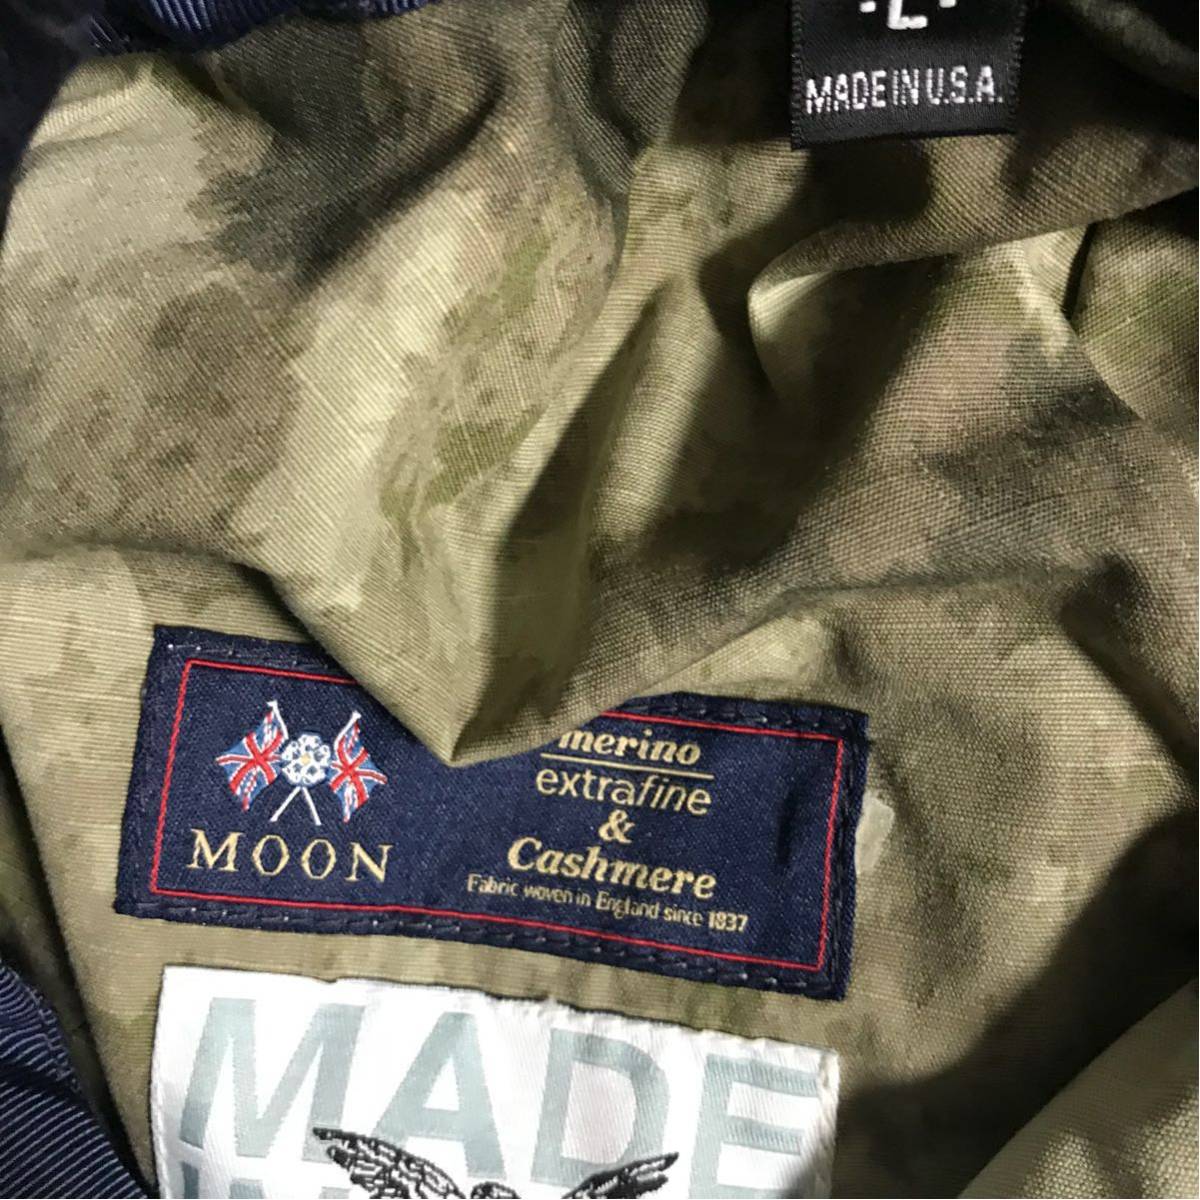 -L-
MADE IN U.S.A.
MOON
merino
extrafine
&
Cashmere
Fabric woven in England since 1837
MADE